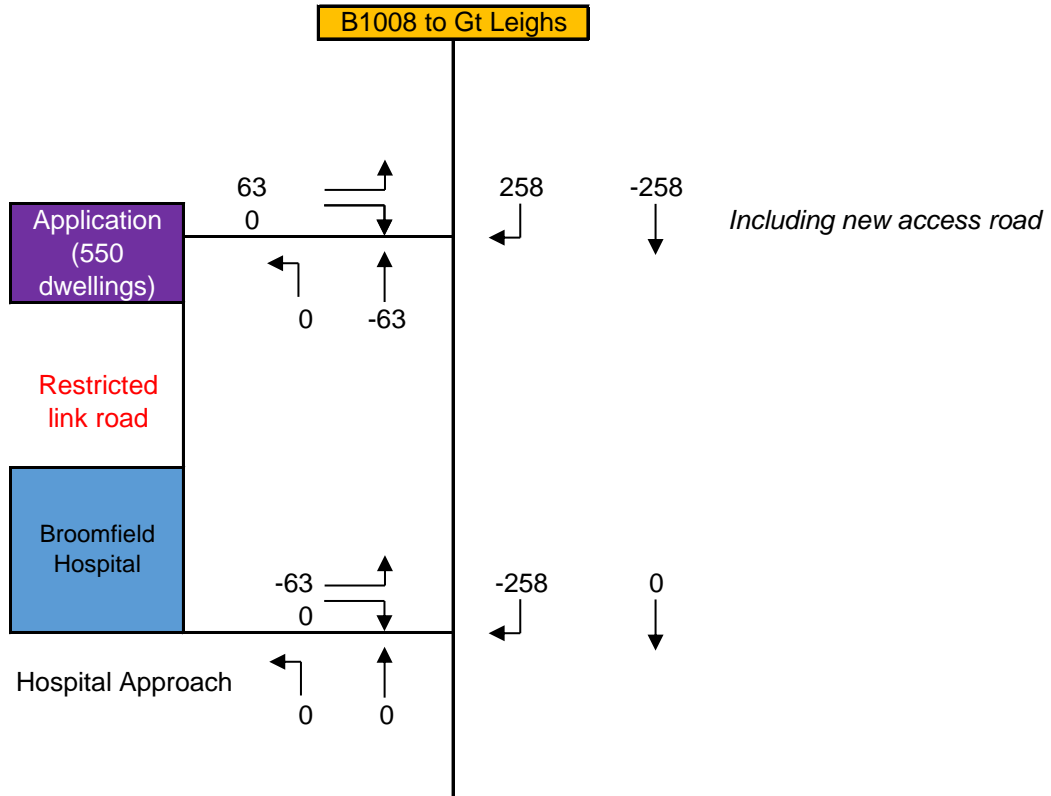 B1008 to Gt Leighs
63
258
-258
0
Application
(550
dwellings)
Including new access road
0
-63
Restricted
link road
Broomfield
Hospital
-63
-258
0
0
Hospital Approach
0
0